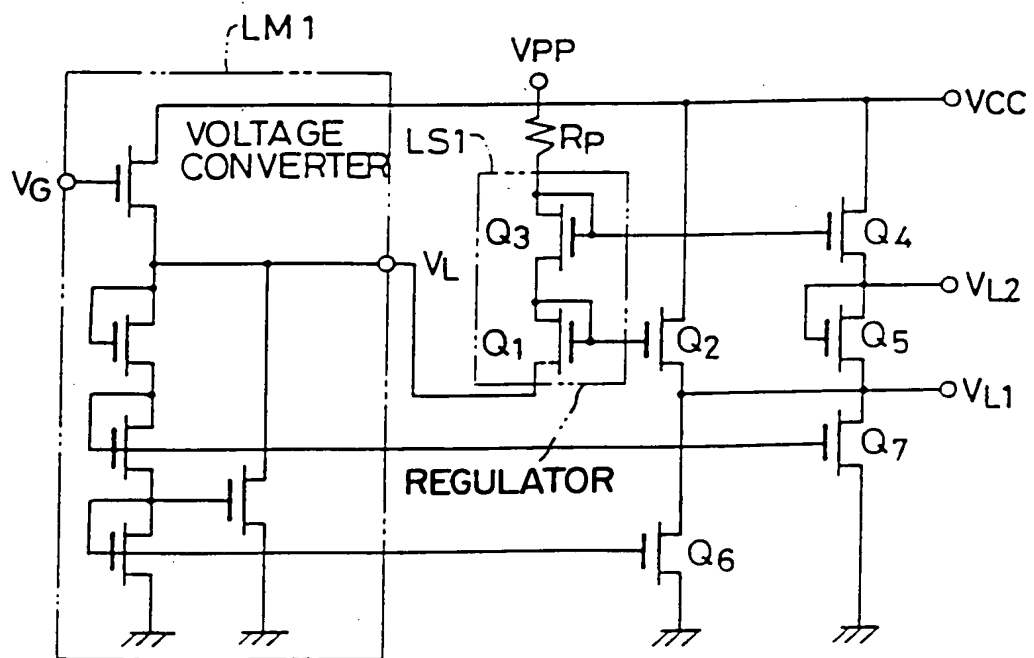 LM1
VPP
VCC
VOLTAGE
CONVERTER
LS1
RP
VG
Q3
Q4
VL
VL2
Q1
Q2
Q5
VL1
Q7
REGULATOR
Q6